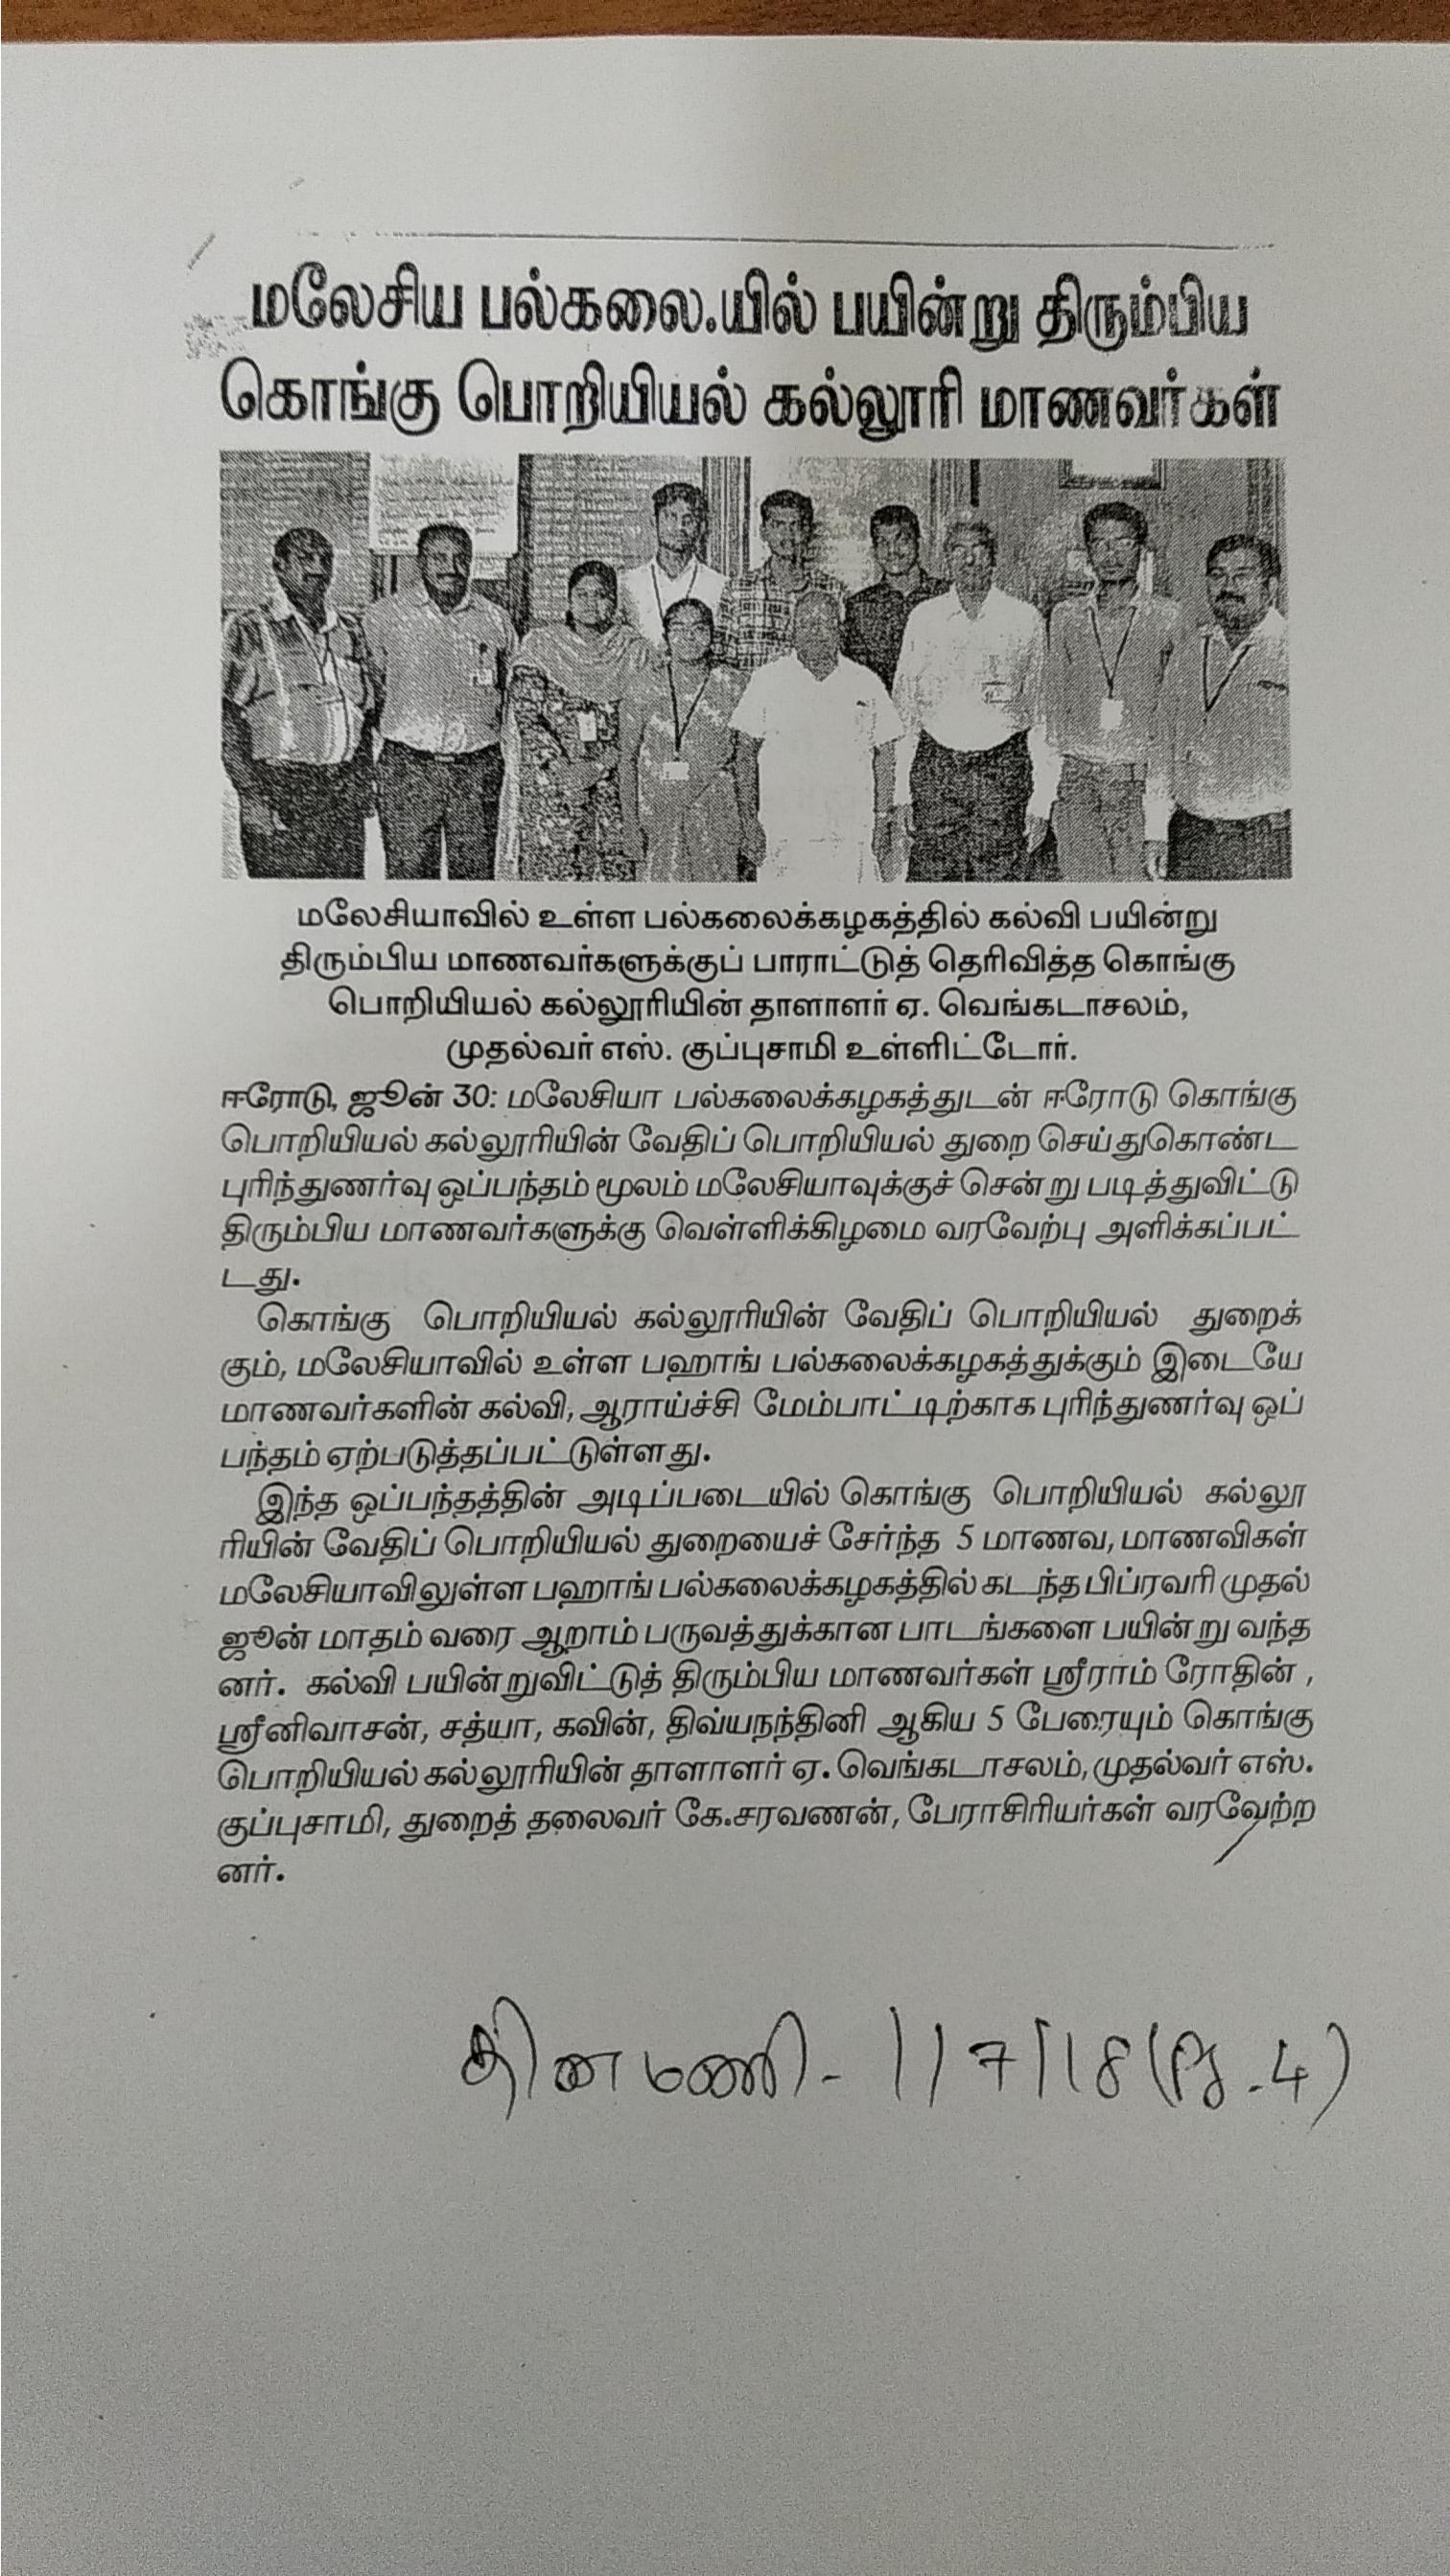 மலேசிய பல்கலை.யில் பயின்று திரும்பிய
கொங்கு பொறியியல் கல்லூரி மாணவர்கள்
மலேசியாவில் உள்ள பல்கலைக்கழகத்தில் கல்வி பயின்று
திரும்பிய மாணவர்களுக்குப் பாராட்டுத் தெரிவித்த கொங்கு
பொறியியல் கல்லூரியின் தாளாளர் ஏ. வெங்கடாசலம்,
முதல்வர் எஸ். குப்புசாமி உள்ளிட்டோர்.
ஈரோடு, ஜூன் 30: மலேசியா பல்கலைக்கழகத்துடன் ஈரோடு கொங்கு
பொறியியல் கல்லூரியின் வேதிப் பொறியியல் துறை செய்துகொண்ட
புரிந்துணர்வு ஒப்பந்தம் மூலம் மலேசியாவுக்குச் சென்று படித்துவிட்டு
திரும்பிய மாணவர்களுக்கு வெள்ளிக்கிழமை வரவேற்பு அளிக்கப்பட்
டது.
கொங்கு பொறியியல் கல்லூரியின் வேதிப் பொறியியல் துறைக்
கும், மலேசியாவில் உள்ள பஹாங் பல்கலைக்கழகத்துக்கும் இடையே
மாணவர்களின் கல்வி, ஆராய்ச்சி மேம்பாட்டிற்காக புரிந்துணர்வு ஒப்
பந்தம் ஏற்படுத்தப்பட்டுள்ளது.
இந்த ஒப்பந்தத்தின் அடிப்படையில் கொங்கு பொறியியல் கல்லூ
ரியின் வேதிப் பொறியியல் துறையைச் சேர்ந்த 5 மாணவ, மாணவிகள்
மலேசியாவிலுள்ள பஹாங் பல்கலைக்கழகத்தில் கடந்த பிப்ரவரி முதல்
ஜூன் மாதம் வரை ஆறாம் பருவத்துக்கான பாடங்களை பயின்று வந்த
னர். கல்வி பயின்றுவிட்டுத் திரும்பிய மாணவர்கள் ஸ்ரீராம் ரோதின் ,
ஸ்ரீனிவாசன், சத்யா, கவின், திவ்யநந்தினி ஆகிய 5 பேரையும் கொங்கு
பொறியியல் கல்லூரியின் தாளாளர் ஏ. வெங்கடாசலம், முதல்வர் எஸ்.
குப்புசாமி, துறைத் தலைவர் கே.சரவணன், பேராசிரியர்கள் வரவேற்ற
னர்.
தினமணி - 1/7/18 (Pg .4)